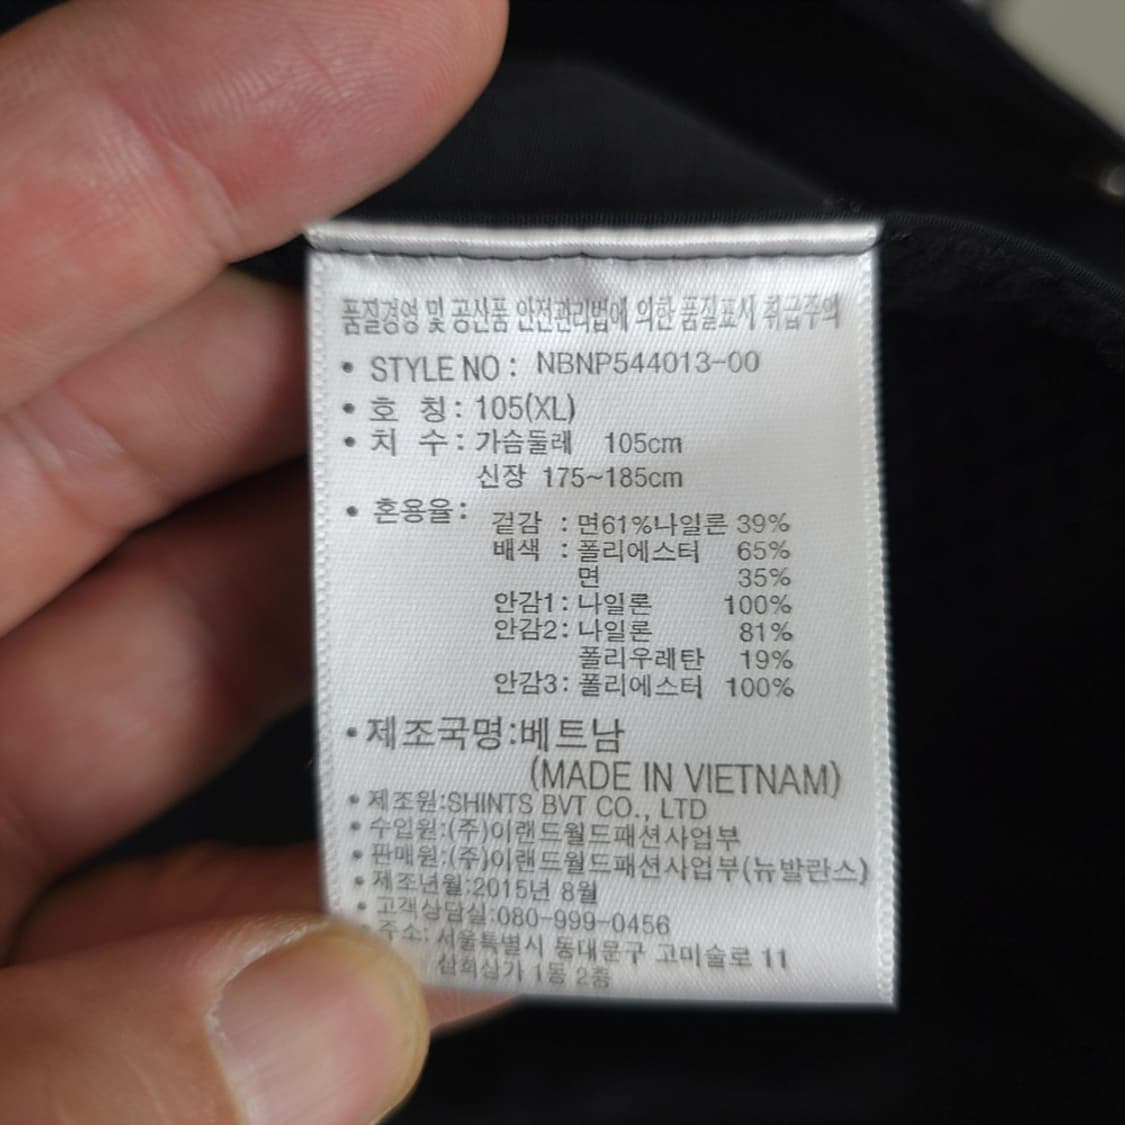 품질경영 및 공산품 안전관리법에 의한 품질표시 취급주의
• STYLE NO : NBNP544013-00
• 호 칭 : 105(XL)
• 치 수 : 가슴둘레 105cm
신장 175~185cm
• 혼용율 :
겉감 : 면61%나일론 39%
배색 : 폴리에스터 65%
면 35%
안감1 : 나일론 100%
안감2 : 나일론 81%
폴리우레탄 19%
안감3 : 폴리에스터 100%
• 제조국명:베트남
(MADE IN VIETNAM)
• 제조원:SHINTS BVT CO., LTD
• 수입원:(주)이랜드월드패션사업부
• 판매원:(주)이랜드월드패션사업부(뉴발란스)
• 제조년월:2015년 8월
• 고객상담실:080-999-0456
• 주소: 서울특별시 동대문구 고미술로 11
삼희상가 1동 2층